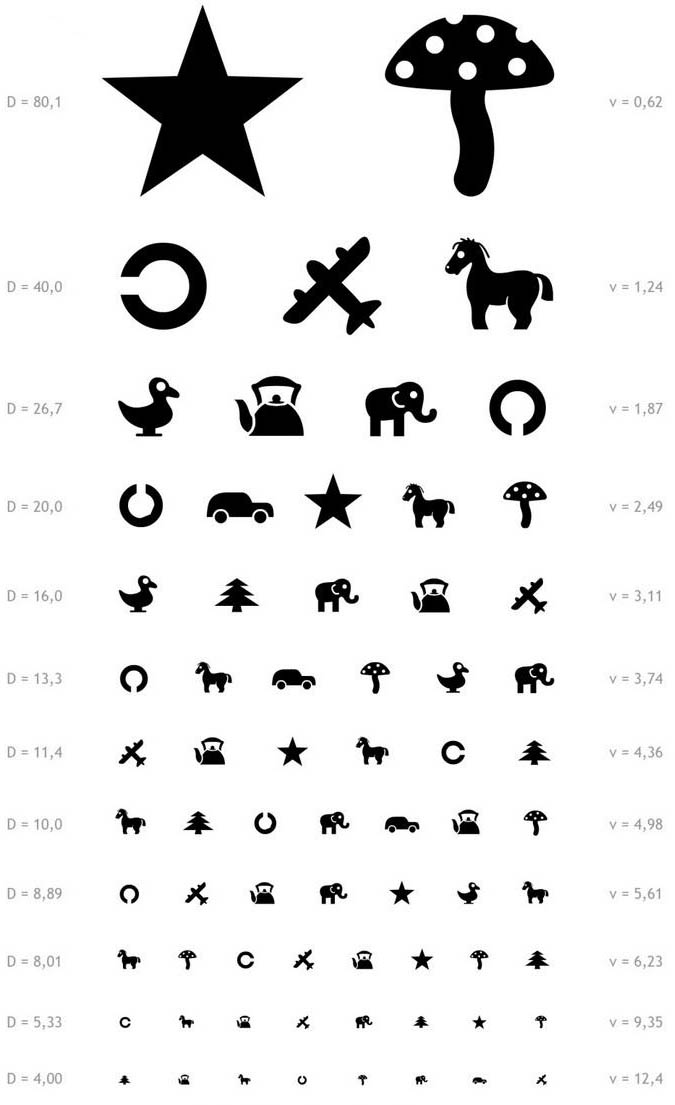 D = 80,1 v = 0,62
D = 40,0 v = 1,24
D = 26,7 v = 1,87
D = 20,0 v = 2,49
D = 16,0 v = 3,11
D = 13,3 v = 3,74
D = 11,4 v = 4,36
D = 10,0 v = 4,98
D = 8,89 v = 5,61
D = 8,01 v = 6,23
D = 5,33 v = 9,35
D = 4,00 v = 12,4